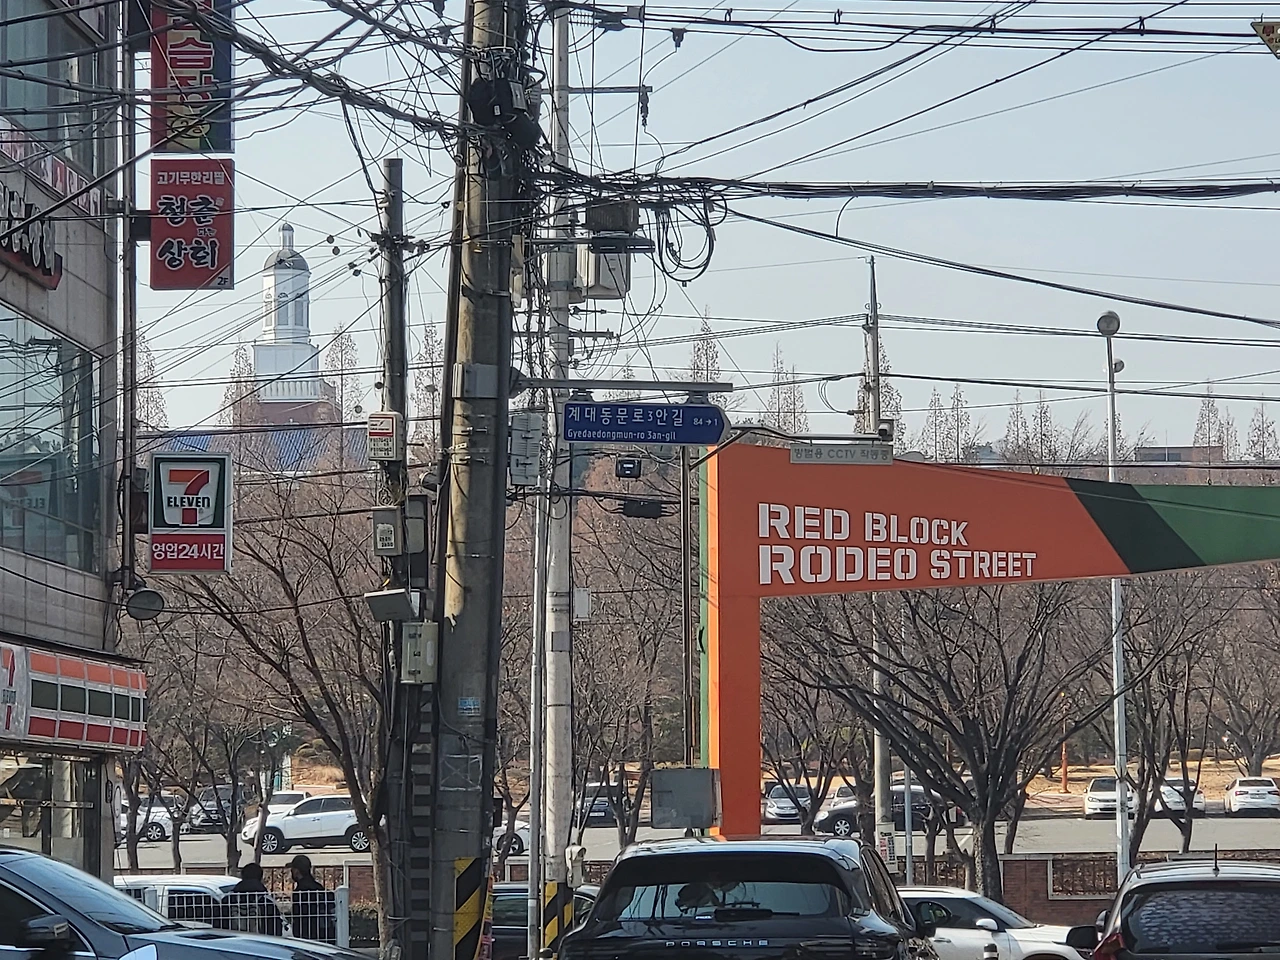 고기무한리필
청춘
상회
2F
7
ELEVEN
영업24시간
계대동문로3안길 84→1
Gyedaedongmun-ro 3an-gil
방범용 CCTV 작동중
RED BLOCK
RODEO STREET
PORSCHE